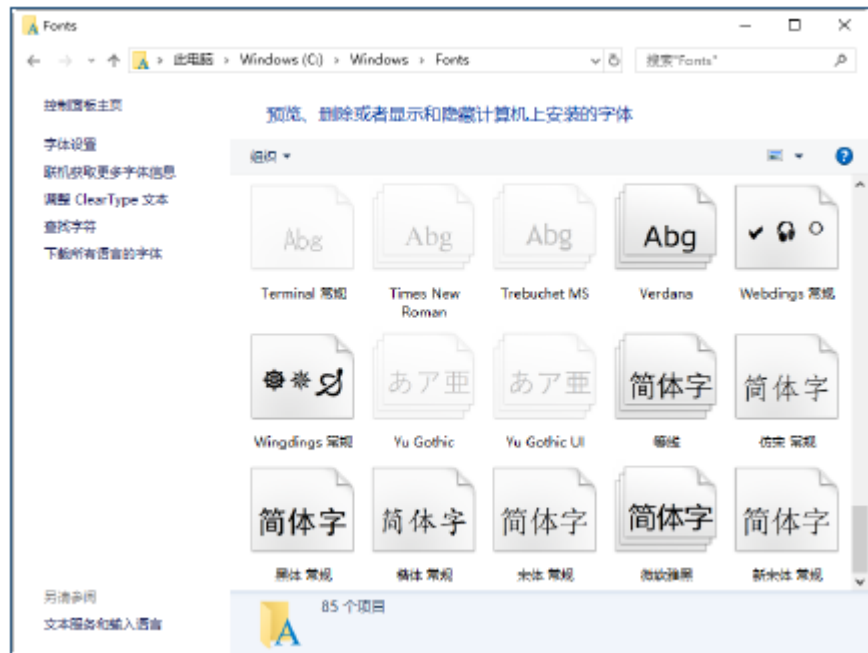 Fonts
此电脑 > Windows (C:) > Windows > Fonts
搜索"Fonts"
控制面板主页
预览、删除或者显示和隐藏计算机上安装的字体
字体设置
联机获取更多字体信息
调整 ClearType 文本
查找字符
下载所有语言的字体
组织
Abg
Abg
Abg
Abg
Terminal 常规
Times New Roman
Trebuchet MS
Verdana
Webdings 常规
あア亜
あア亜
简体字
简体字
Wingdings 常规
Yu Gothic
Yu Gothic UI
等线
仿宋 常规
简体字
简体字
简体字
简体字
简体字
黑体 常规
楷体 常规
宋体 常规
微软雅黑
新宋体 常规
另请参阅
文本服务和输入语言
85 个项目